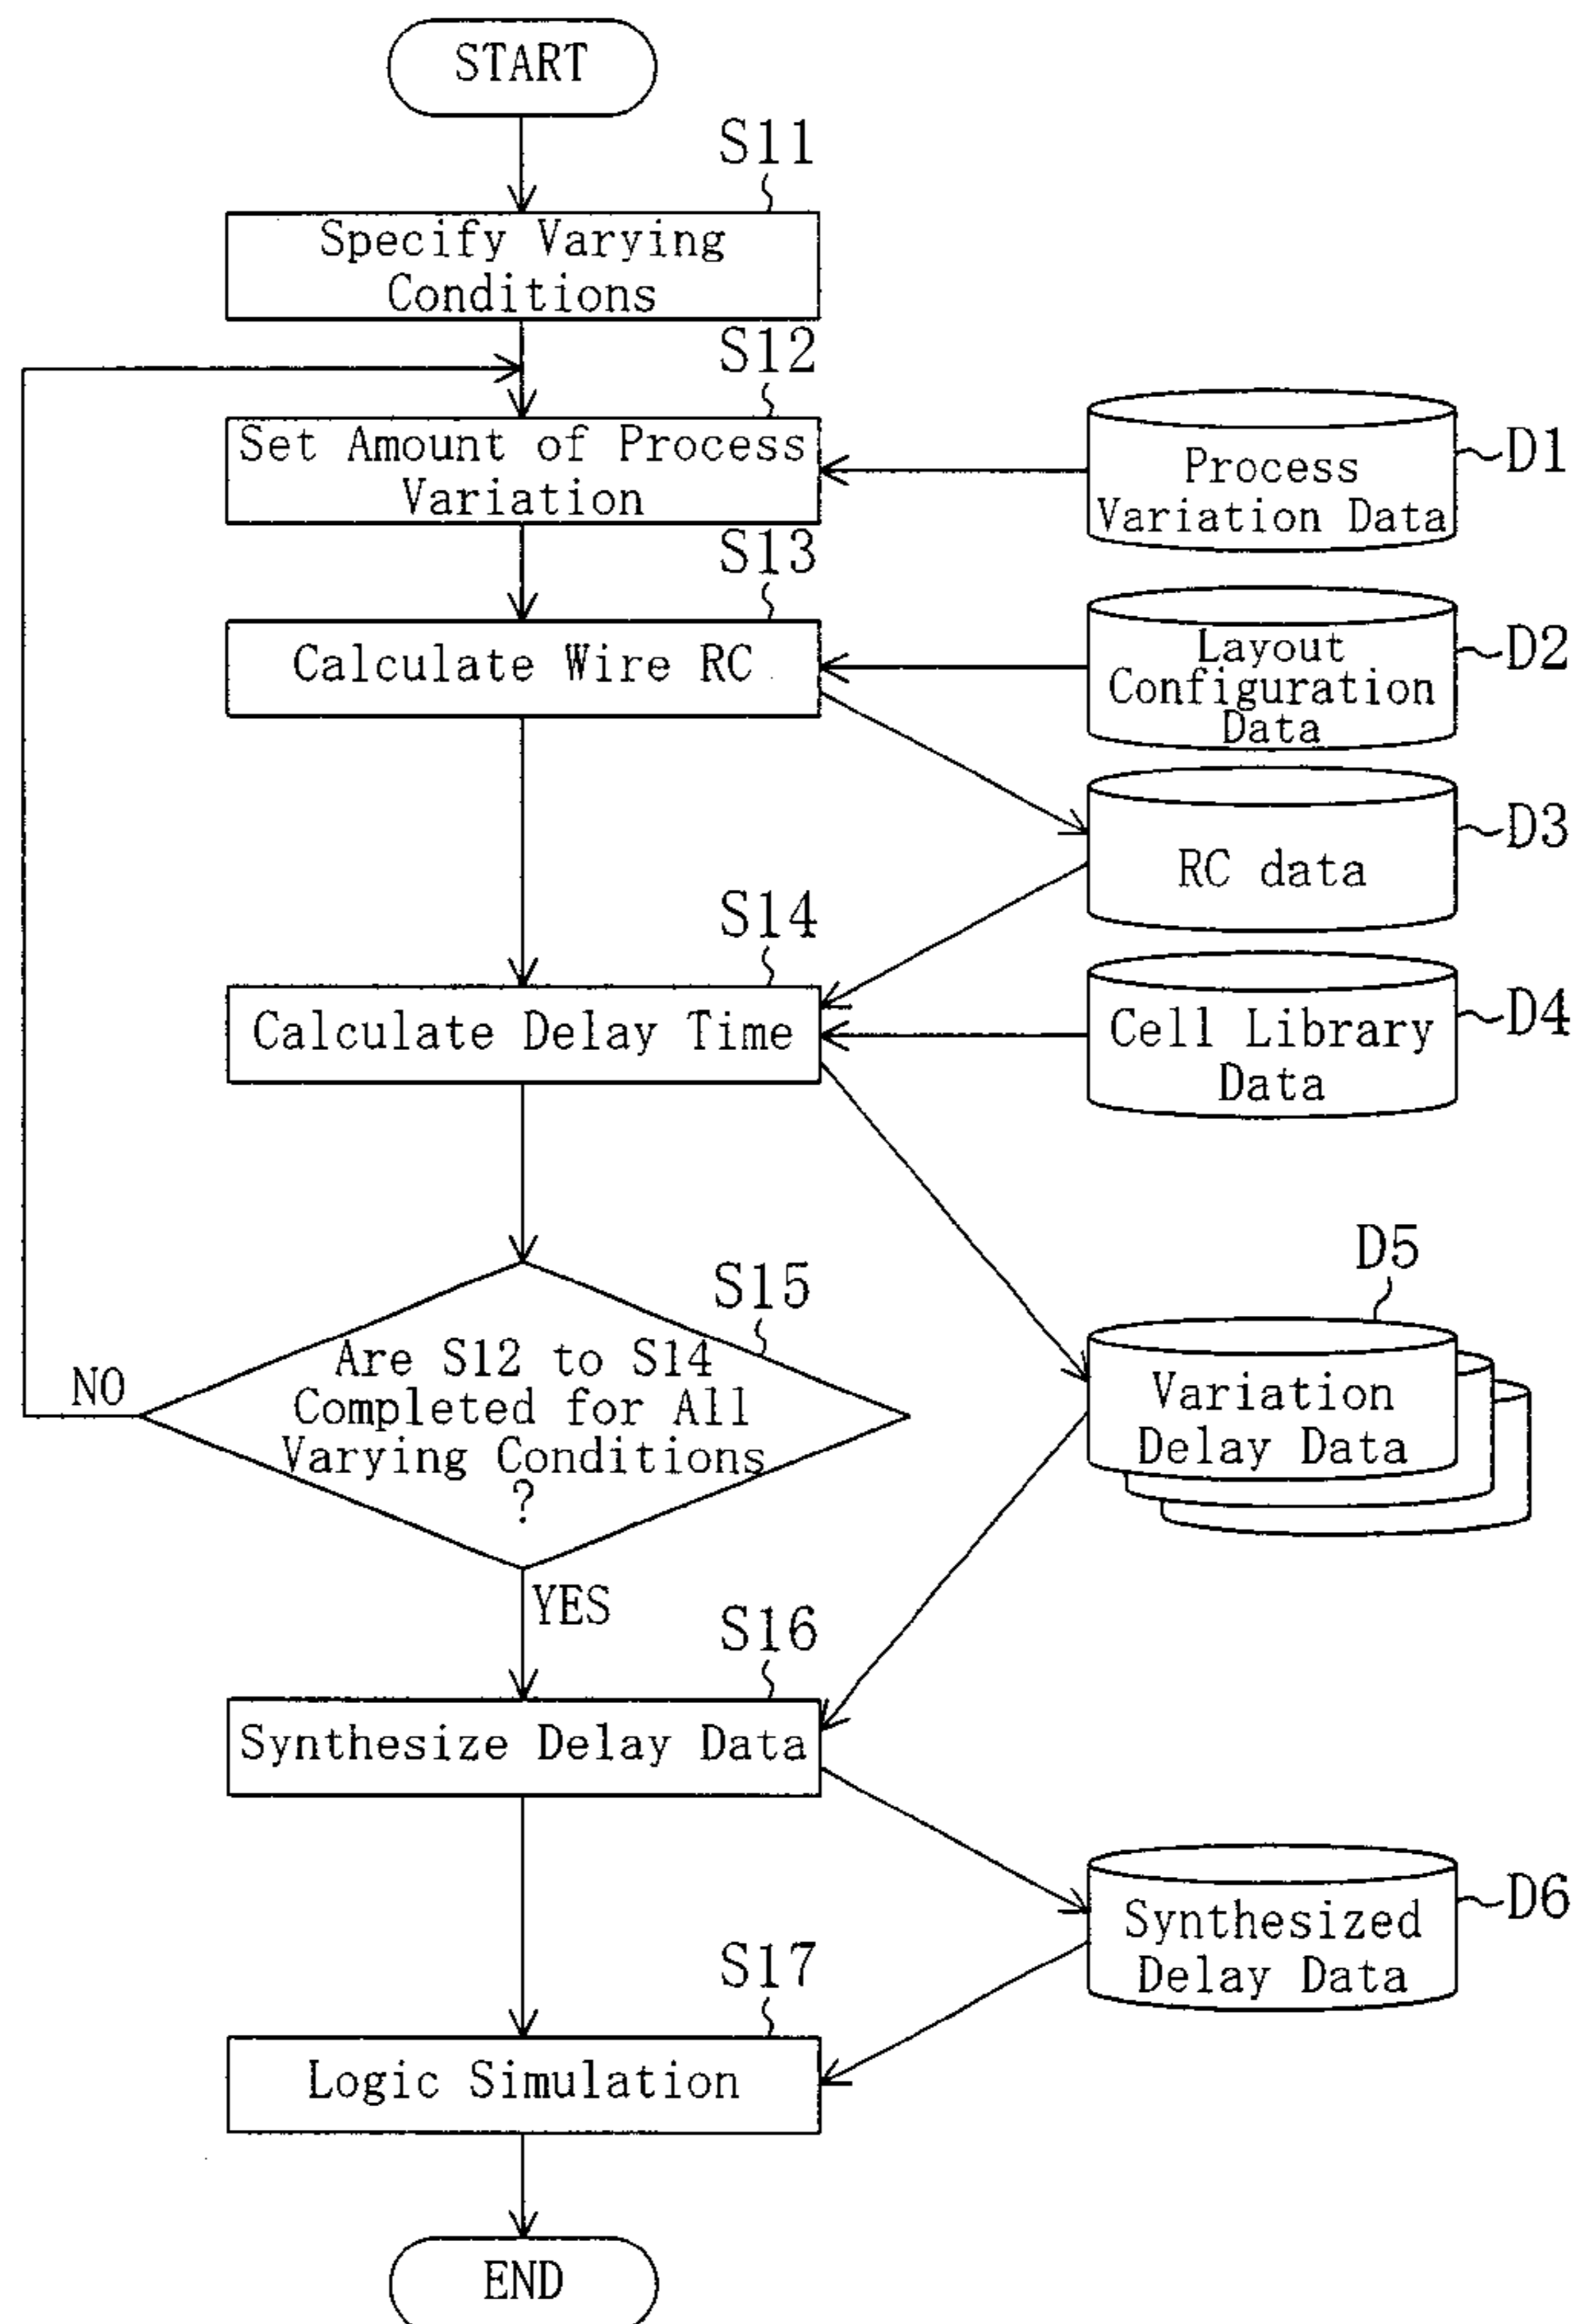 START
S11
Specify Varying
Conditions
S12
Set Amount of Process
Variation
Process
Variation Data
D1
S13
Calculate Wire RC
Layout
Configuration
Data
D2
RC data
D3
S14
Calculate Delay Time
Cell Library
Data
D4
S15
Are S12 to S14
Completed for All
Varying Conditions
?
NO
YES
D5
Variation
Delay Data
S16
Synthesize Delay Data
Synthesized
Delay Data
D6
S17
Logic Simulation
END